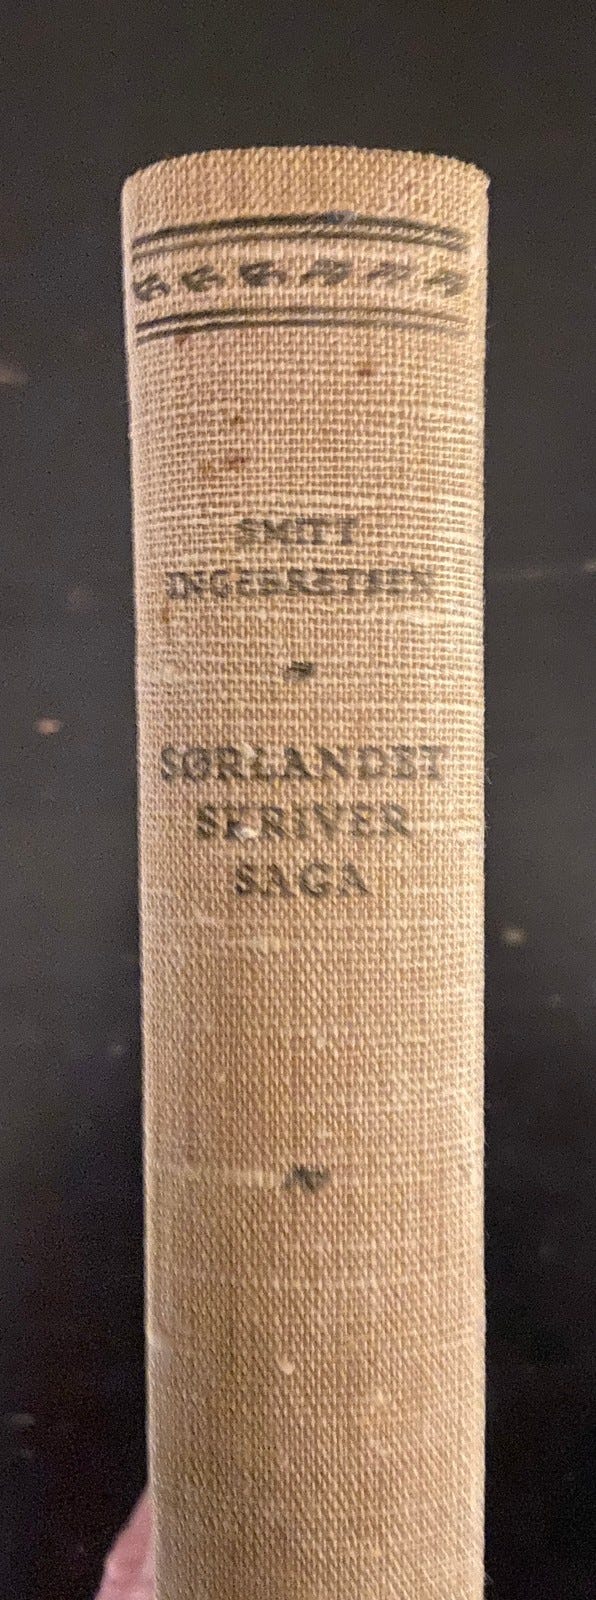 SMITT
INGEBRETSEN
SØRLANDET
SKRIVER
SAGA